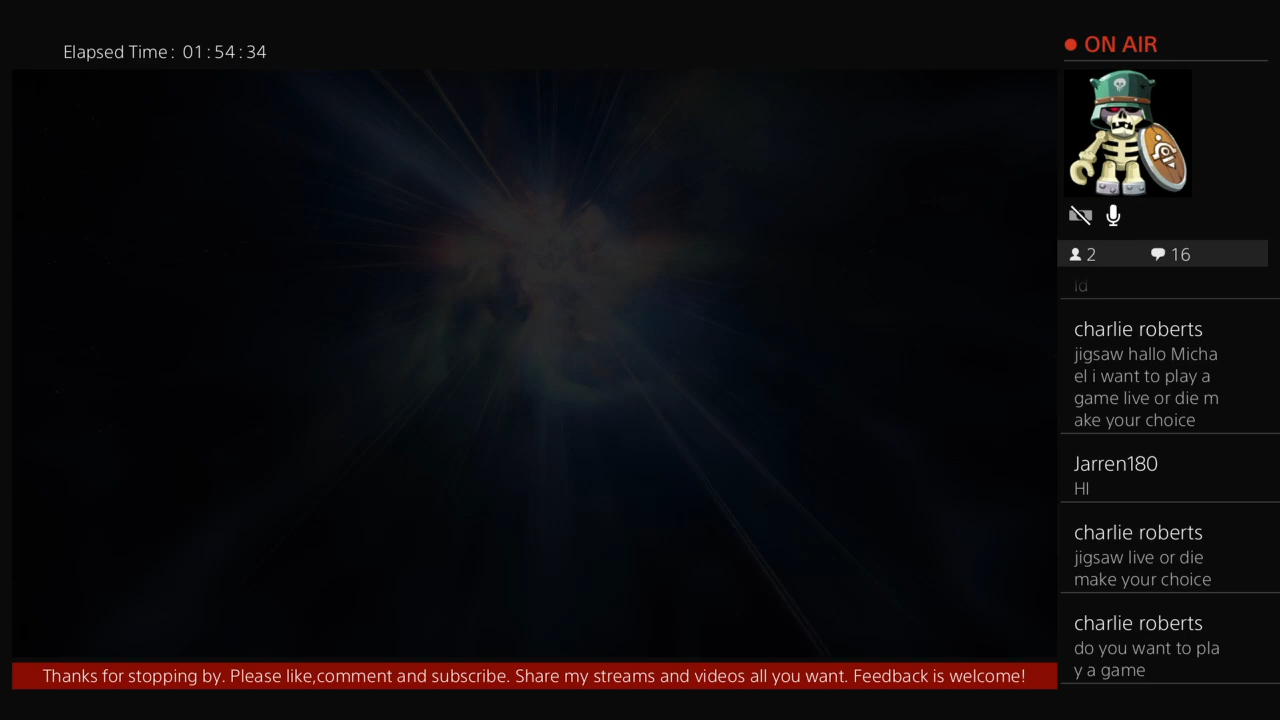 Elapsed Time: 01:54:34
ON AIR
2
16
ld
charlie roberts
jigsaw hallo Micha
el i want to play a
game live or die m
ake your choice
Jarren180
HI
charlie roberts
jigsaw live or die
make your choice
charlie roberts
do you want to pla
y a game
Thanks for stopping by. Please like,comment and subscribe. Share my streams and videos all you want. Feedback is welcome!